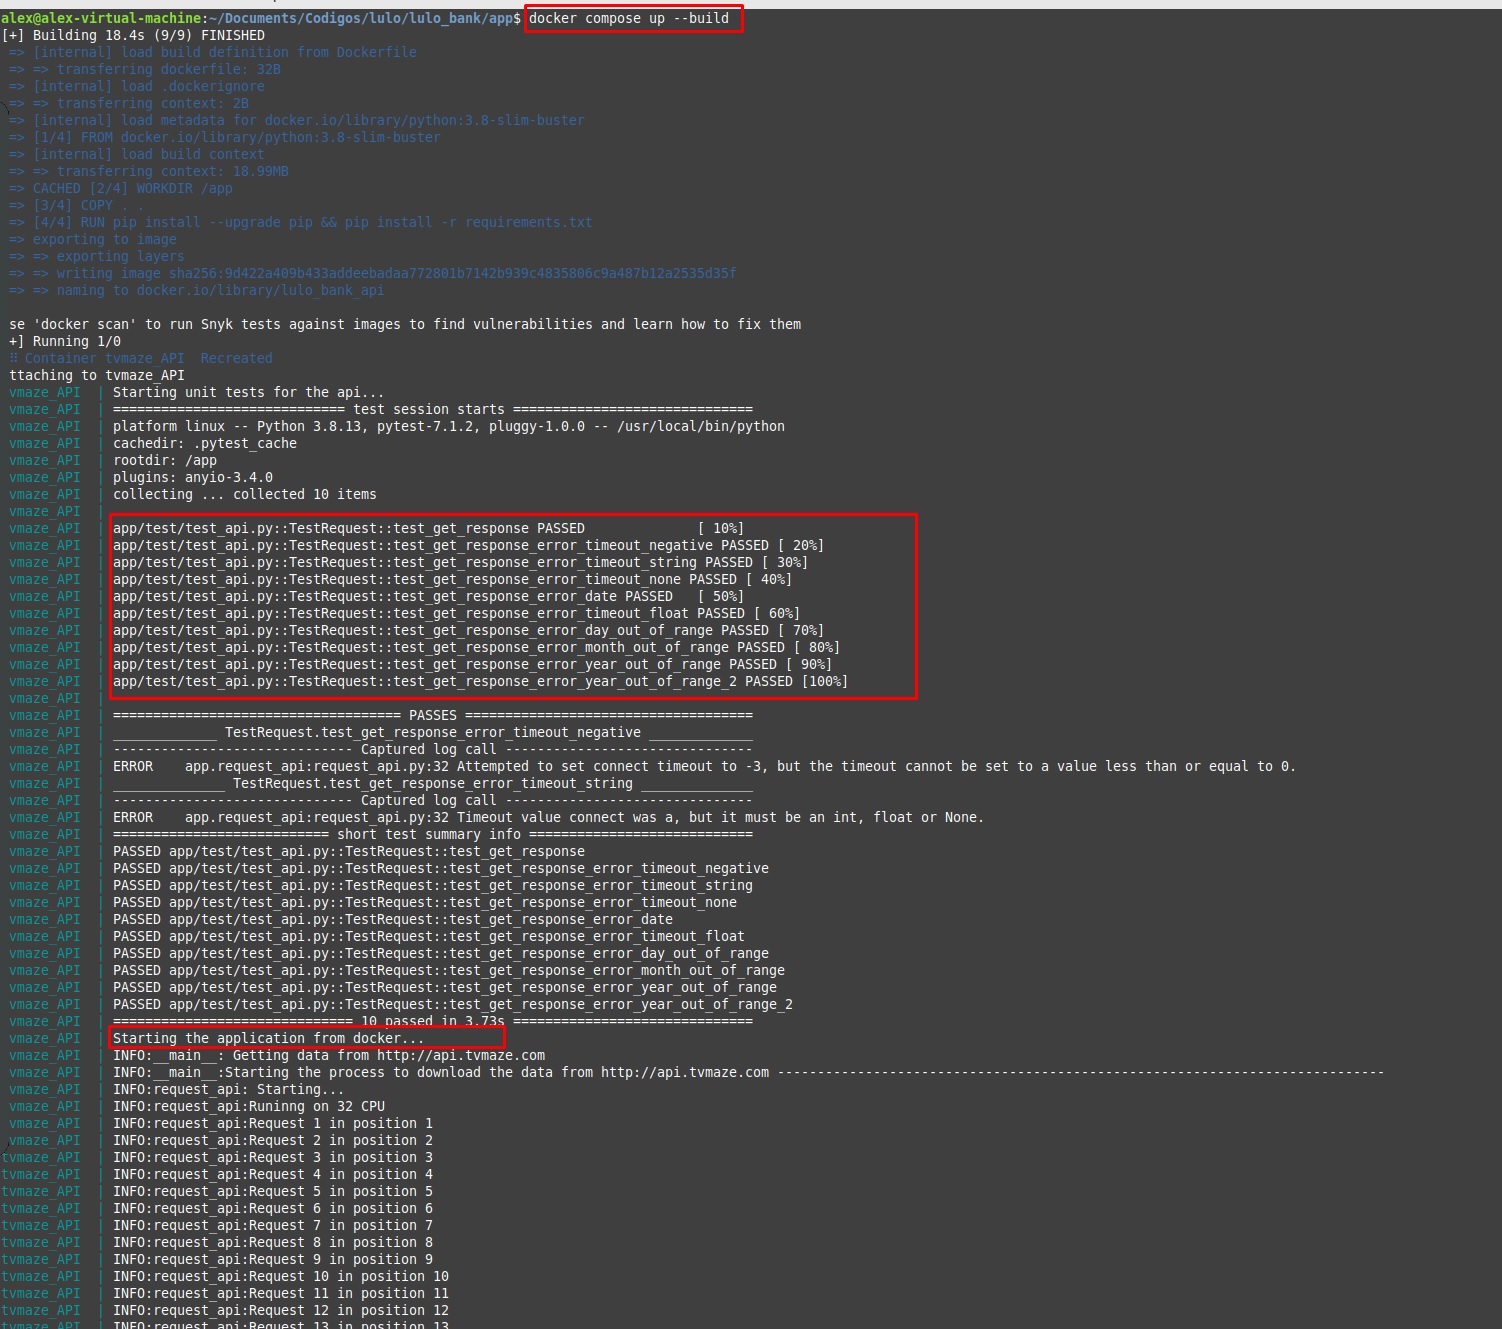 alex@alex-virtual-machine:~/Documents/Codigos/lulo/lulo_bank/app$ docker compose up --build
[+] Building 18.4s (9/9) FINISHED
=> [internal] load build definition from Dockerfile
=> => transferring dockerfile: 32B
=> [internal] load .dockerignore
=> => transferring context: 2B
=> [internal] load metadata for docker.io/library/python:3.8-slim-buster
=> [1/4] FROM docker.io/library/python:3.8-slim-buster
=> [internal] load build context
=> => transferring context: 18.99MB
=> CACHED [2/4] WORKDIR /app
=> [3/4] COPY . .
=> [4/4] RUN pip install --upgrade pip && pip install -r requirements.txt
=> exporting to image
=> => exporting layers
=> => writing image sha256:9d422a409b433addeebadaa772801b7142b939c4835806c9a487b12a2535d35f
=> => naming to docker.io/library/lulo_bank_api
se 'docker scan' to run Snyk tests against images to find vulnerabilities and learn how to fix them
+] Running 1/0
⠿ Container tvmaze_API  Recreated
ttaching to tvmaze_API
vmaze_API  | Starting unit tests for the api...
vmaze_API  | ============================= test session starts ==============================
vmaze_API  | platform linux -- Python 3.8.13, pytest-7.1.2, pluggy-1.0.0 -- /usr/local/bin/python
vmaze_API  | cachedir: .pytest_cache
vmaze_API  | rootdir: /app
vmaze_API  | plugins: anyio-3.4.0
vmaze_API  | collecting ... collected 10 items
vmaze_API  |
vmaze_API  | app/test/test_api.py::TestRequest::test_get_response PASSED              [ 10%]
vmaze_API  | app/test/test_api.py::TestRequest::test_get_response_error_timeout_negative PASSED [ 20%]
vmaze_API  | app/test/test_api.py::TestRequest::test_get_response_error_timeout_string PASSED [ 30%]
vmaze_API  | app/test/test_api.py::TestRequest::test_get_response_error_timeout_none PASSED [ 40%]
vmaze_API  | app/test/test_api.py::TestRequest::test_get_response_error_date PASSED   [ 50%]
vmaze_API  | app/test/test_api.py::TestRequest::test_get_response_error_timeout_float PASSED [ 60%]
vmaze_API  | app/test/test_api.py::TestRequest::test_get_response_error_day_out_of_range PASSED [ 70%]
vmaze_API  | app/test/test_api.py::TestRequest::test_get_response_error_month_out_of_range PASSED [ 80%]
vmaze_API  | app/test/test_api.py::TestRequest::test_get_response_error_year_out_of_range PASSED [ 90%]
vmaze_API  | app/test/test_api.py::TestRequest::test_get_response_error_year_out_of_range_2 PASSED [100%]
vmaze_API  |
vmaze_API  | ==================================== PASSES ====================================
vmaze_API  | _____________ TestRequest.test_get_response_error_timeout_negative _____________
vmaze_API  | ------------------------------ Captured log call -------------------------------
vmaze_API  | ERROR    app.request_api:request_api.py:32 Attempted to set connect timeout to -3, but the timeout cannot be set to a value less than or equal to 0.
vmaze_API  | ______________ TestRequest.test_get_response_error_timeout_string ______________
vmaze_API  | ------------------------------ Captured log call -------------------------------
vmaze_API  | ERROR    app.request_api:request_api.py:32 Timeout value connect was a, but it must be an int, float or None.
vmaze_API  | =========================== short test summary info ============================
vmaze_API  | PASSED app/test/test_api.py::TestRequest::test_get_response
vmaze_API  | PASSED app/test/test_api.py::TestRequest::test_get_response_error_timeout_negative
vmaze_API  | PASSED app/test/test_api.py::TestRequest::test_get_response_error_timeout_string
vmaze_API  | PASSED app/test/test_api.py::TestRequest::test_get_response_error_timeout_none
vmaze_API  | PASSED app/test/test_api.py::TestRequest::test_get_response_error_date
vmaze_API  | PASSED app/test/test_api.py::TestRequest::test_get_response_error_timeout_float
vmaze_API  | PASSED app/test/test_api.py::TestRequest::test_get_response_error_day_out_of_range
vmaze_API  | PASSED app/test/test_api.py::TestRequest::test_get_response_error_month_out_of_range
vmaze_API  | PASSED app/test/test_api.py::TestRequest::test_get_response_error_year_out_of_range
vmaze_API  | PASSED app/test/test_api.py::TestRequest::test_get_response_error_year_out_of_range_2
vmaze_API  | ============================== 10 passed in 3.73s ==============================
vmaze_API  | Starting the application from docker...
vmaze_API  | INFO:__main__: Getting data from http://api.tvmaze.com
vmaze_API  | INFO:__main__:Starting the process to download the data from http://api.tvmaze.com ----------------------------------------------------------------------------
vmaze_API  | INFO:request_api: Starting...
vmaze_API  | INFO:request_api:Runinng on 32 CPU
vmaze_API  | INFO:request_api:Request 1 in position 1
vmaze_API  | INFO:request_api:Request 2 in position 2
tvmaze_API  | INFO:request_api:Request 3 in position 3
tvmaze_API  | INFO:request_api:Request 4 in position 4
tvmaze_API  | INFO:request_api:Request 5 in position 5
tvmaze_API  | INFO:request_api:Request 6 in position 6
tvmaze_API  | INFO:request_api:Request 7 in position 7
tvmaze_API  | INFO:request_api:Request 8 in position 8
tvmaze_API  | INFO:request_api:Request 9 in position 9
tvmaze_API  | INFO:request_api:Request 10 in position 10
tvmaze_API  | INFO:request_api:Request 11 in position 11
tvmaze_API  | INFO:request_api:Request 12 in position 12
tvmaze_API  | INFO:request_api:Request 13 in position 13